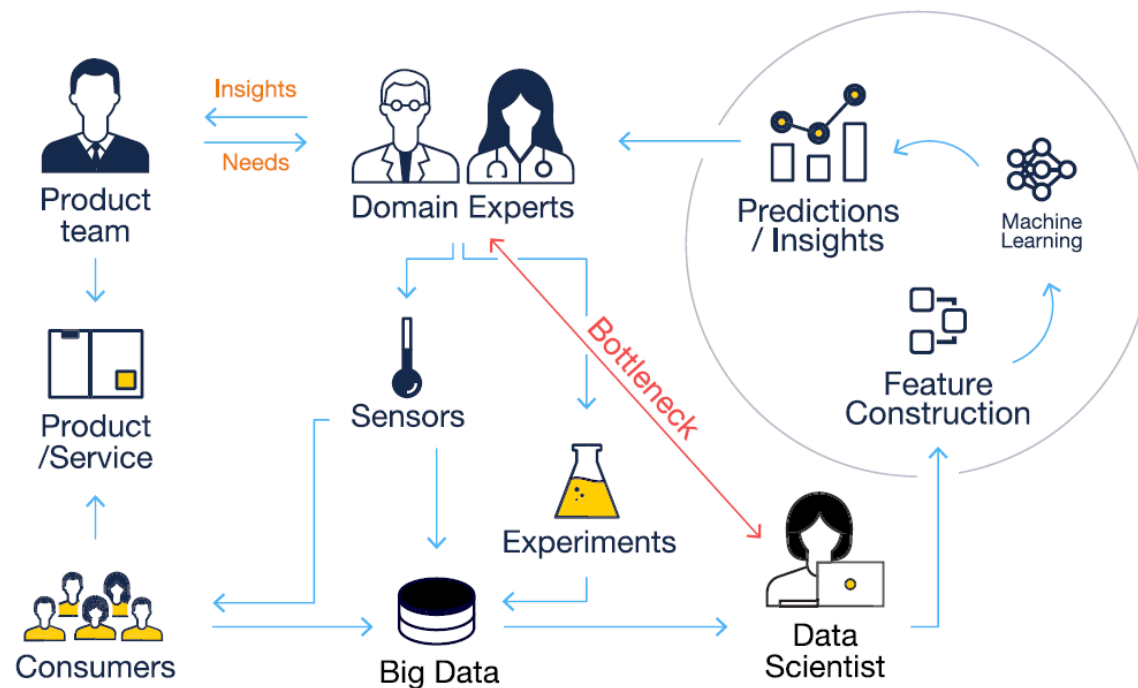 Insights
Needs
Product
team
Domain Experts
Predictions
/ Insights
Machine
Learning
Bottleneck
Feature
Construction
Sensors
Product
/Service
Experiments
Consumers
Big Data
Data
Scientist